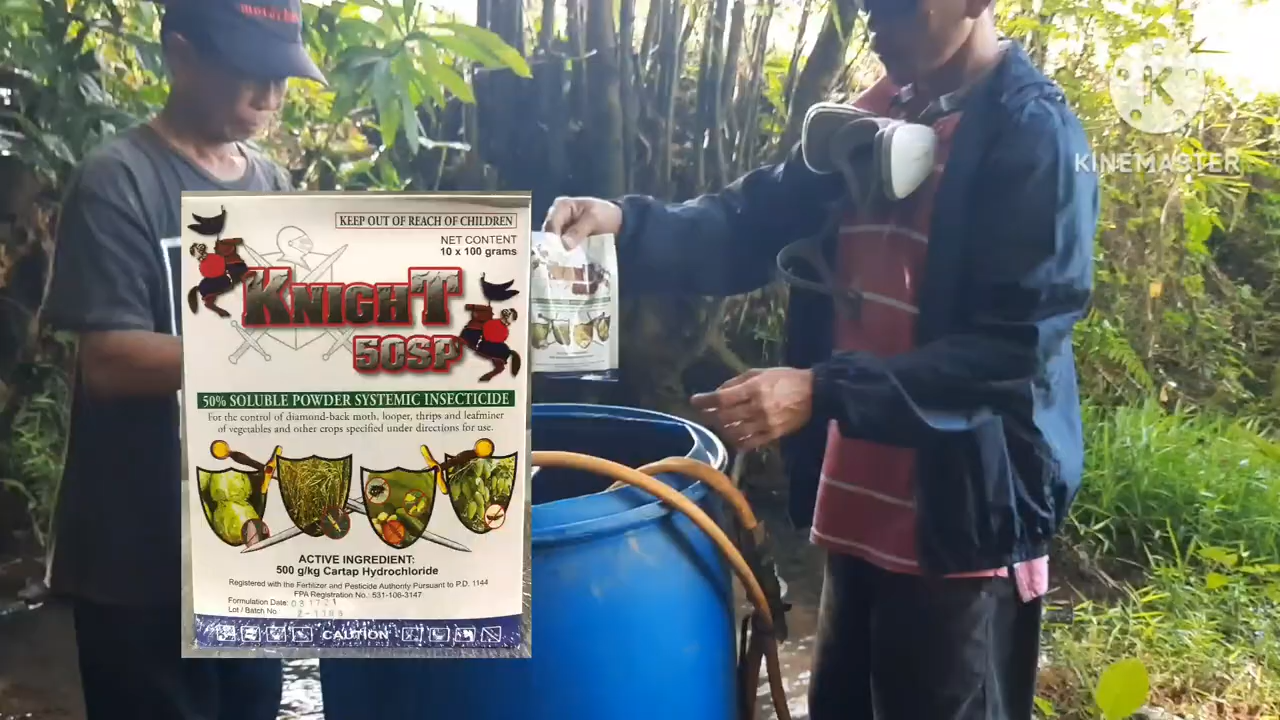 KEEP OUT OF REACH OF CHILDREN
NET CONTENT
10 x 100 grams
KNIGHT
50SP
50% SOLUBLE POWDER SYSTEMIC INSECTICIDE
For the control of diamond-back moth, looper, thrips and leafminer
of vegetables and other crops specified under directions for use.
ACTIVE INGREDIENT:
500 g/kg Cartap Hydrochloride
Registered with the Fertilizer and Pesticide Authority Pursuant to P.D. 1144
FPA Registration No.: 531-106-3147
Formulation Date: 031721
Lot / Batch No
CAUTION
K
KINEMASTER